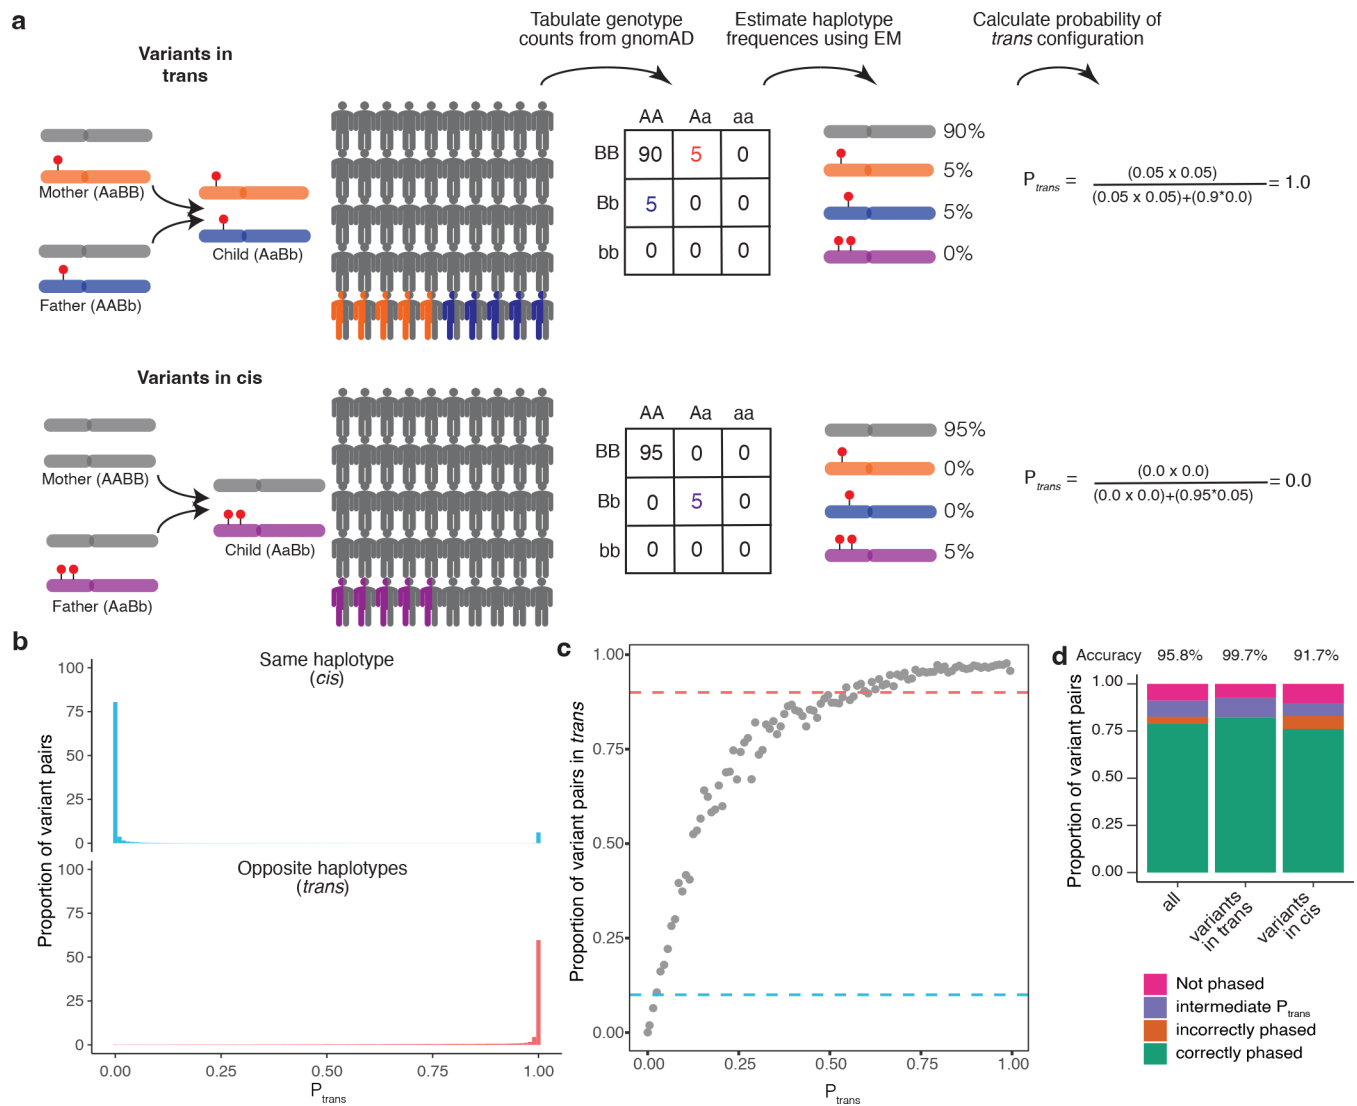 a
Tabulate genotype
counts from gnomAD
Estimate haplotype
frequencies using EM
Calculate probability of
trans configuration
Variants in
trans
Mother (AaBB)
Father (AABb)
Child (AaBb)
AA Aa aa
BB 90 5 0
Bb 5 0 0
bb 0 0 0
90%
5%
5%
0%
(0.05 x 0.05)
Ptrans = = 1.0
(0.05 x 0.05)+(0.9*0.0)
Variants in cis
Mother (AABB)
Father (AaBb)
Child (AaBb)
AA Aa aa
BB 95 0 0
Bb 0 5 0
bb 0 0 0
95%
0%
0%
5%
(0.0 x 0.0)
Ptrans = = 0.0
(0.0 x 0.0)+(0.95*0.05)
b
Same haplotype
(cis)
100
75
50
25
0
Opposite haplotypes
(trans)
100
75
50
25
0
Proportion of variant pairs
0.00 0.25 0.50 0.75 1.00
Ptrans
c
1.00
0.75
0.50
0.25
0.00
Proportion of variant pairs in trans
0.00 0.25 0.50 0.75 1.00
Ptrans
d
Accuracy 95.8% 99.7% 91.7%
1.00
0.75
0.50
0.25
0.00
Proportion of variant pairs
all
variants
in trans
variants
in cis
Not phased
intermediate Ptrans
incorrectly phased
correctly phased